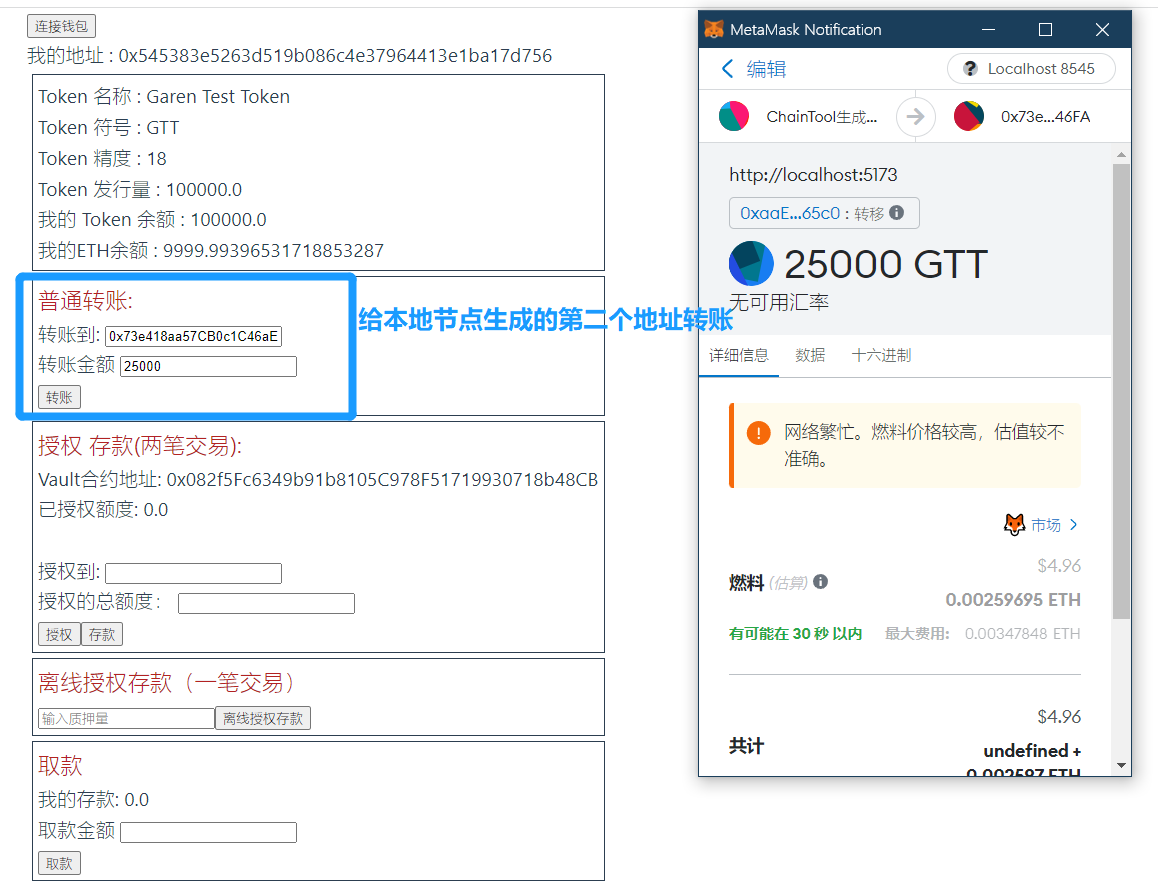 连接钱包
我的地址 : 0x545383e5263d519b086c4e37964413e1ba17d756
Token 名称 : Garen Test Token
Token 符号 : GTT
Token 精度 : 18
Token 发行量 : 100000.0
我的 Token 余额 : 100000.0
我的ETH余额 : 9999.99396531718853287
普通转账:
转账到: 0x73e418aa57CB0c1C46aE
转账金额 25000
转账
给本地节点生成的第二个地址转账
授权 存款(两笔交易):
Vault合约地址: 0x082f5Fc6349b91b8105C978F51719930718b48CB
已授权额度: 0.0
授权到:
授权的总额度：
授权 存款
离线授权存款（一笔交易）
输入质押量 离线授权存款
取款
我的存款: 0.0
取款金额
取款
MetaMask Notification
编辑 ? Localhost 8545
ChainTool生成... 0x73e...46FA
http://localhost:5173
0xaaE...65c0 : 转移
25000 GTT
无可用汇率
详细信息 数据 十六进制
网络繁忙。燃料价格较高，估值较不
准确。
市场
$4.96
燃料 (估算)
0.00259695 ETH
有可能在 30 秒 以内 最大费用: 0.00347848 ETH
$4.96
共计
undefined +
0.002597 ETH